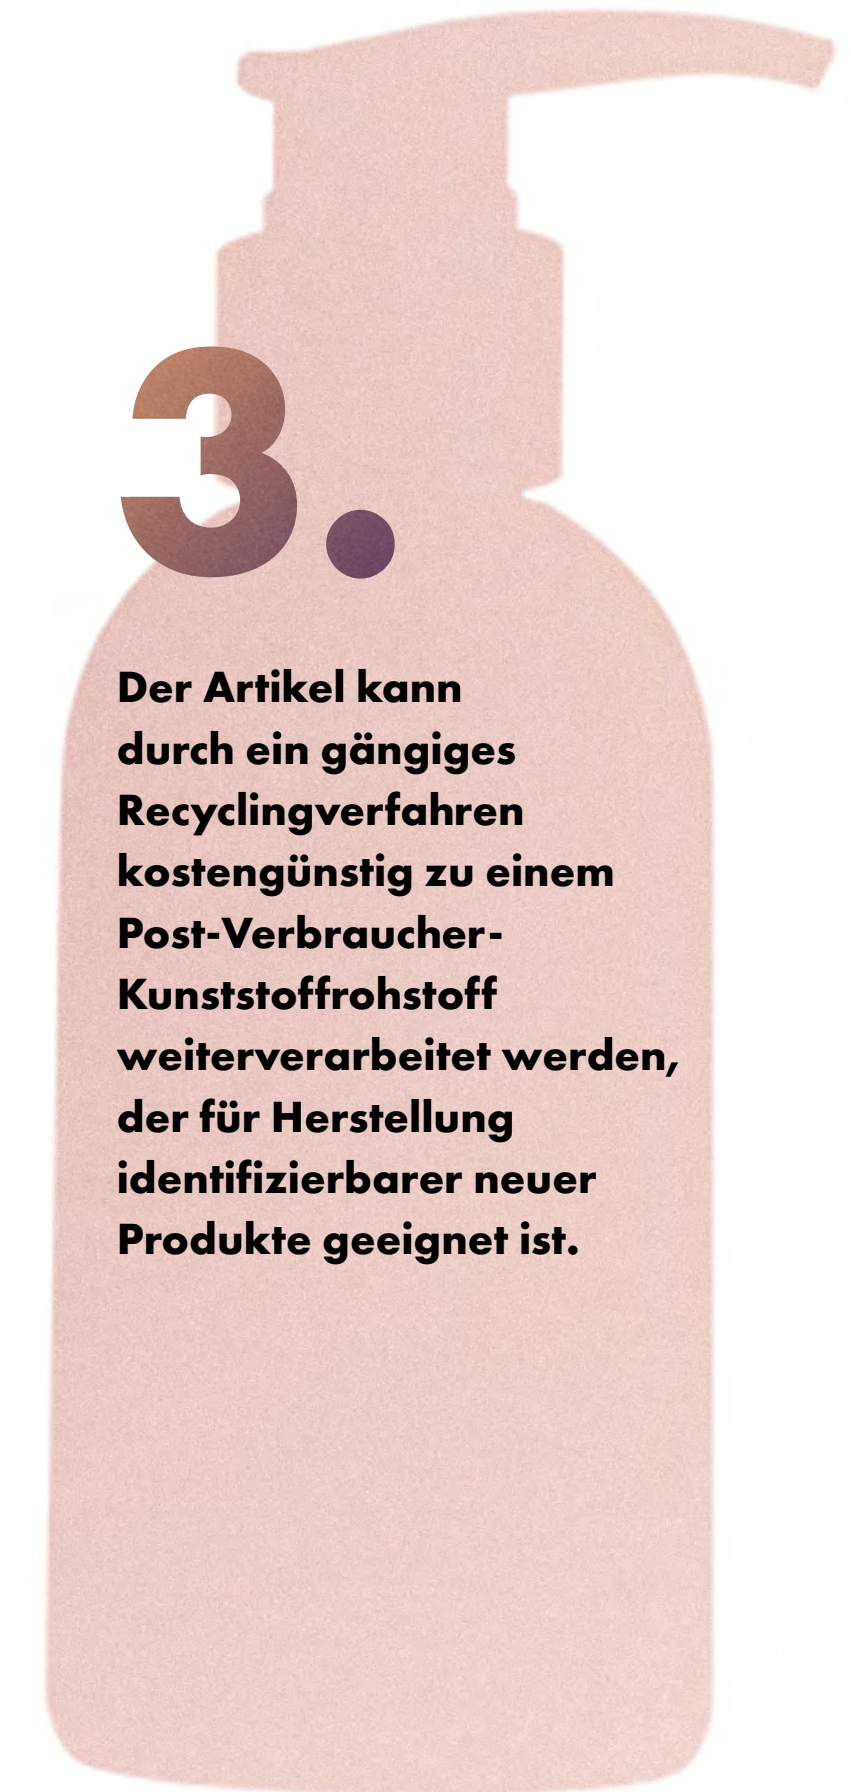 3.
Der Artikel kann
durch ein gängiges
Recyclingverfahren
kostengünstig zu einem
Post-Verbraucher-
Kunststoffrohstoff
weiterverarbeitet werden,
der für Herstellung
identifizierbarer neuer
Produkte geeignet ist.